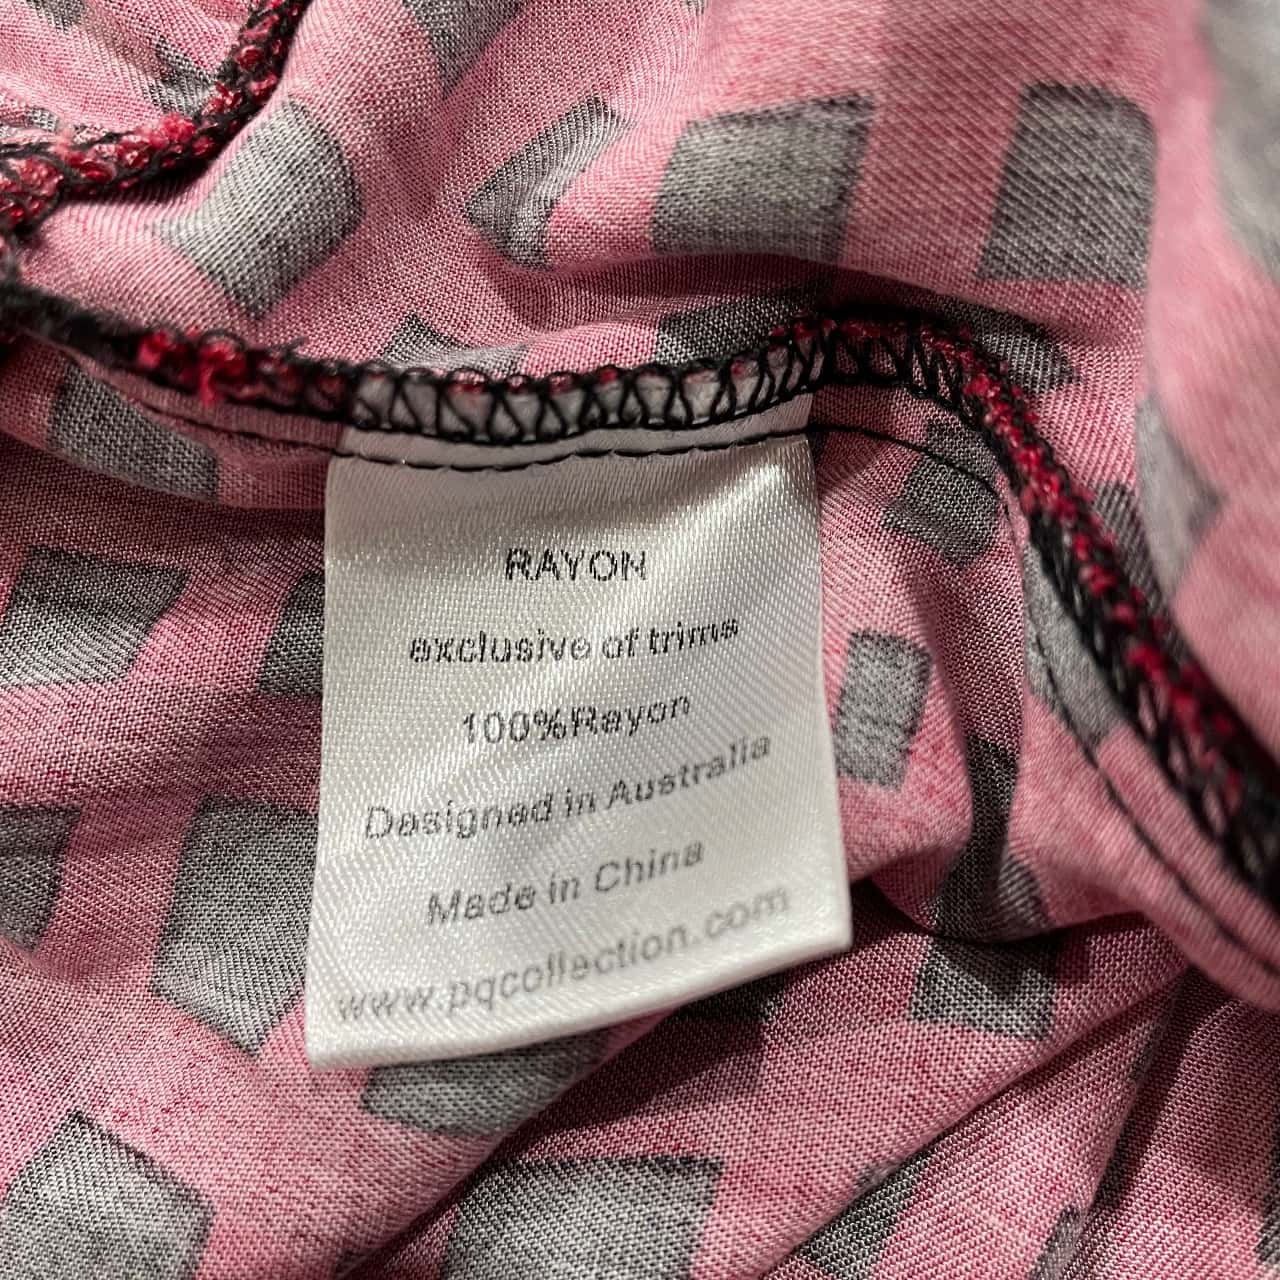 RAYON
exclusive of trims
100%Rayon
Designed in Australia
Made in China
www.pqcollection.com